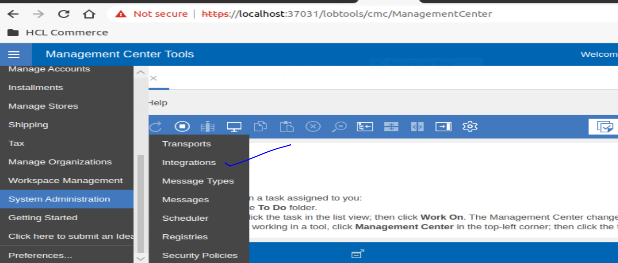 Not secure | https://localhost:37031/lobtools/cmc/ManagementCenter
HCL Commerce
Management Center Tools Welcom
Manage Accounts
Installments
Manage Stores
Help
Shipping
Tax
Transports
Manage Organizations
Integrations
Workspace Management
Message Types
System Administration
Messages
n a task assigned to you:
e To Do folder.
Getting Started
Scheduler
lick the task in the list view; then click Work On. The Management Center change
Click here to submit an Idea
Registries
working in a tool, click Management Center in the top-left corner; then click the f
Preferences...
Security Policies